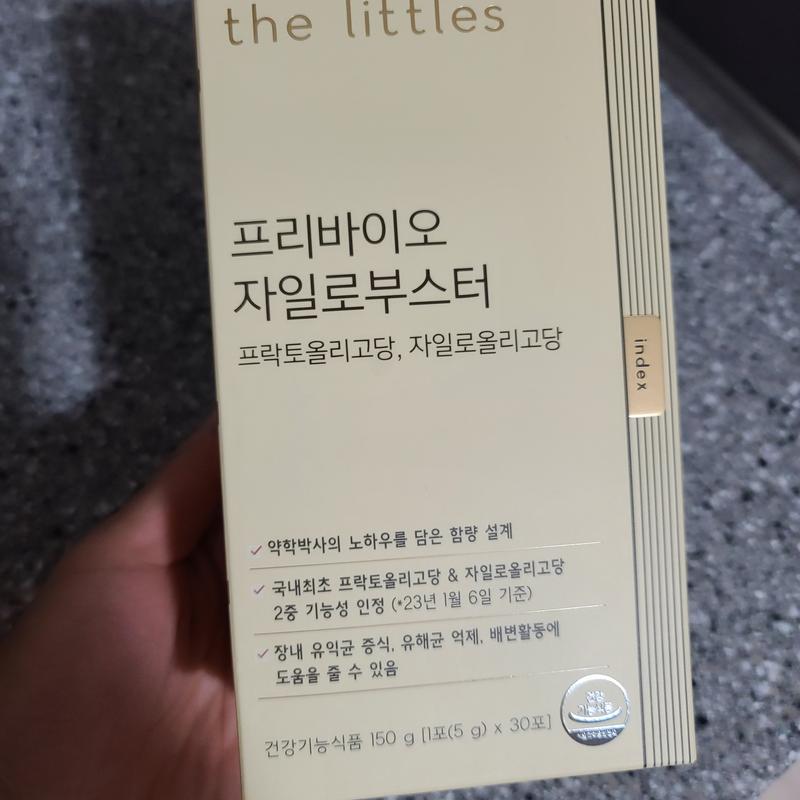 the littles
프리바이오
자일로부스터
프락토올리고당, 자일로올리고당
index
약학박사의 노하우를 담은 함량 설계
국내최초 프락토올리고당 & 자일로올리고당
2중 기능성 인정 (*23년 1월 6일 기준)
장내 유익균 증식, 유해균 억제, 배변활동에
도움을 줄 수 있음
건강기능식품 150 g [1포(5 g) x 30포]
건강
기능식품